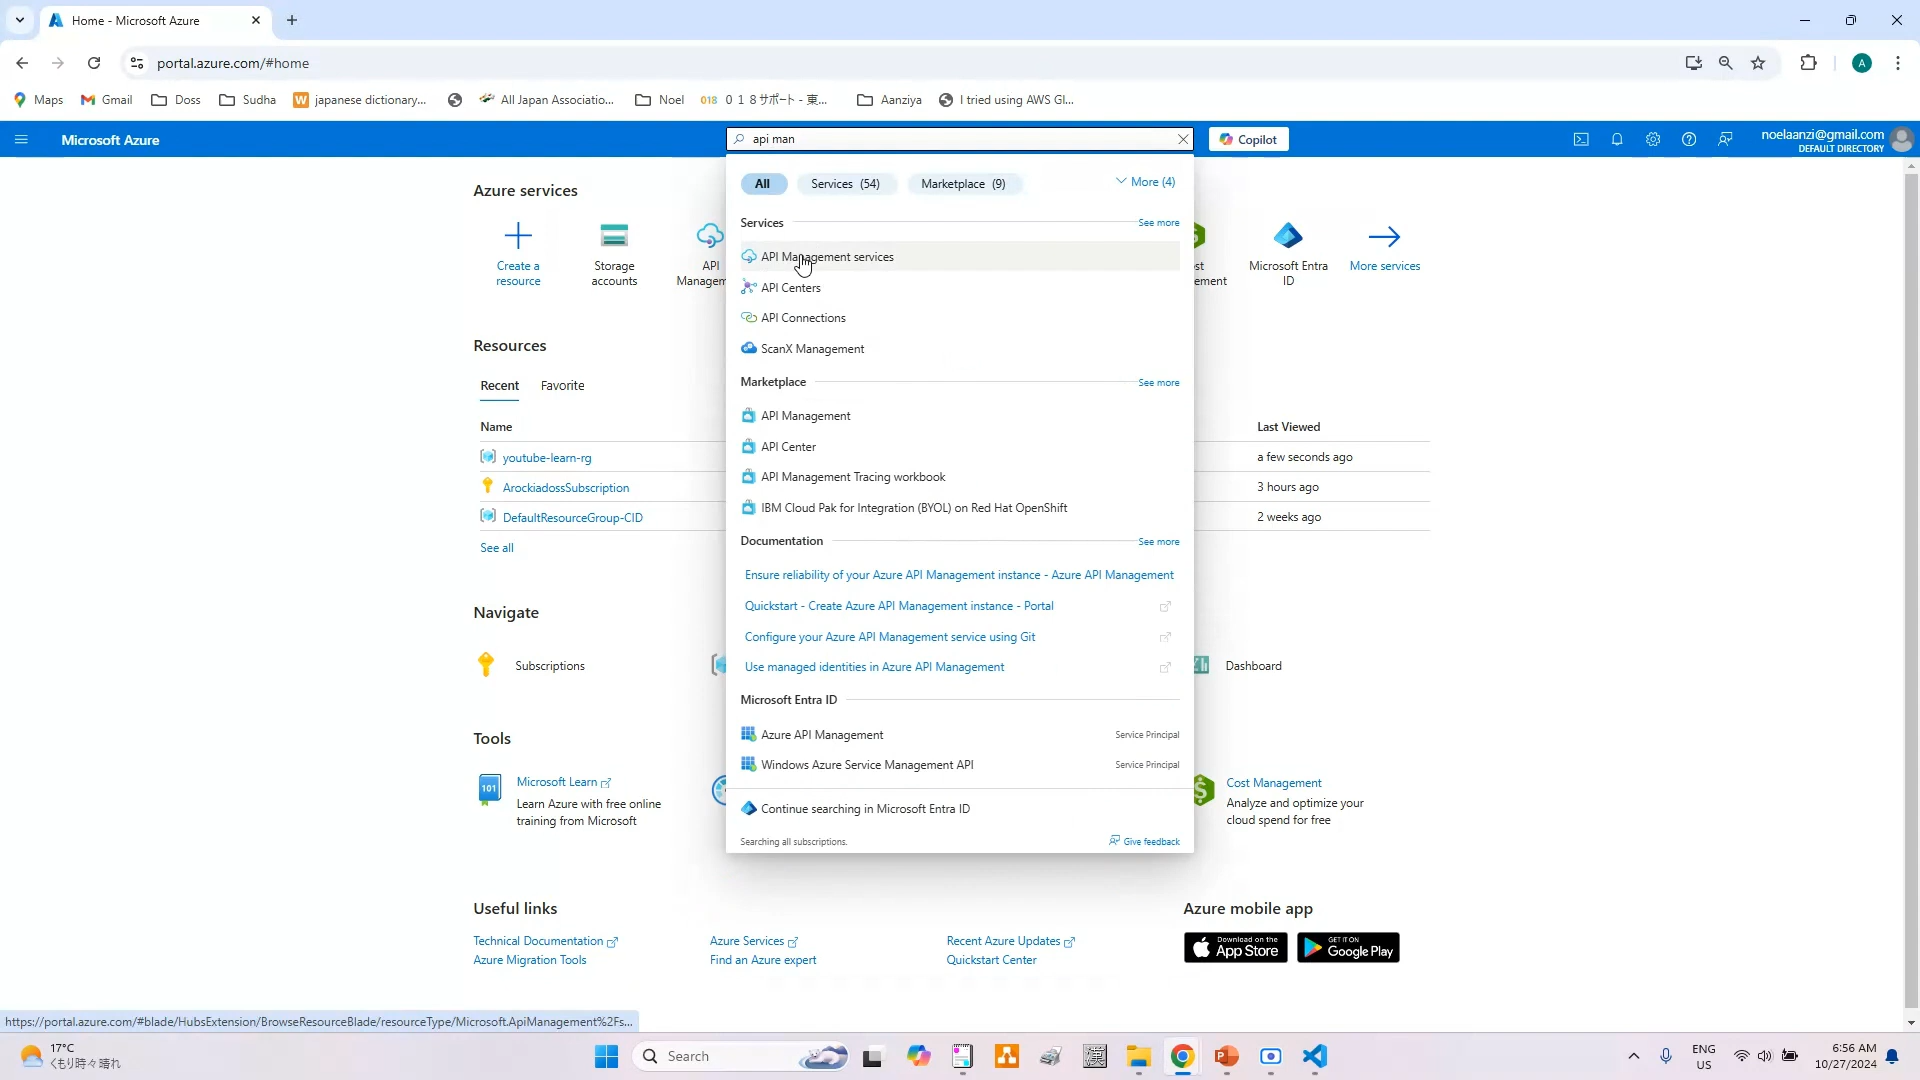 Home - Microsoft Azure
portal.azure.com/#home
A
Maps
Gmail
Doss
Sudha
W japanese dictionary...
All Japan Associatio...
Noel
018 ０１８サポート - 東...
Aanziya
I tried using AWS Gl...
Microsoft Azure
api man
Copilot
noelaanzi@gmail.com
DEFAULT DIRECTORY
Azure services
Create a
resource
Storage
accounts
API
Managem
st
ement
Microsoft Entra
ID
More services
All
Services (54)
Marketplace (9)
More (4)
Services
See more
API Management services
API Centers
API Connections
ScanX Management
Marketplace
See more
API Management
API Center
API Management Tracing workbook
IBM Cloud Pak for Integration (BYOL) on Red Hat OpenShift
Documentation
See more
Ensure reliability of your Azure API Management instance - Azure API Management
Quickstart - Create Azure API Management instance - Portal
Configure your Azure API Management service using Git
Use managed identities in Azure API Management
Microsoft Entra ID
Azure API Management
Service Principal
Windows Azure Service Management API
Service Principal
Continue searching in Microsoft Entra ID
Searching all subscriptions.
Give feedback
Resources
Recent
Favorite
Name
Last Viewed
youtube-learn-rg
a few seconds ago
ArockiadossSubscription
3 hours ago
DefaultResourceGroup-CID
2 weeks ago
See all
Navigate
Subscriptions
Dashboard
Tools
101
Microsoft Learn
Learn Azure with free online
training from Microsoft
Cost Management
Analyze and optimize your
cloud spend for free
Useful links
Technical Documentation
Azure Services
Recent Azure Updates
Azure Migration Tools
Find an Azure expert
Quickstart Center
Azure mobile app
Download on the
App Store
GET IT ON
Google Play
https://portal.azure.com/#blade/HubsExtension/BrowseResourceBlade/resourceType/Microsoft.ApiManagement%2Fs...
17°C
くもり時々晴れ
Search
漢
ENG
US
6:56 AM
10/27/2024